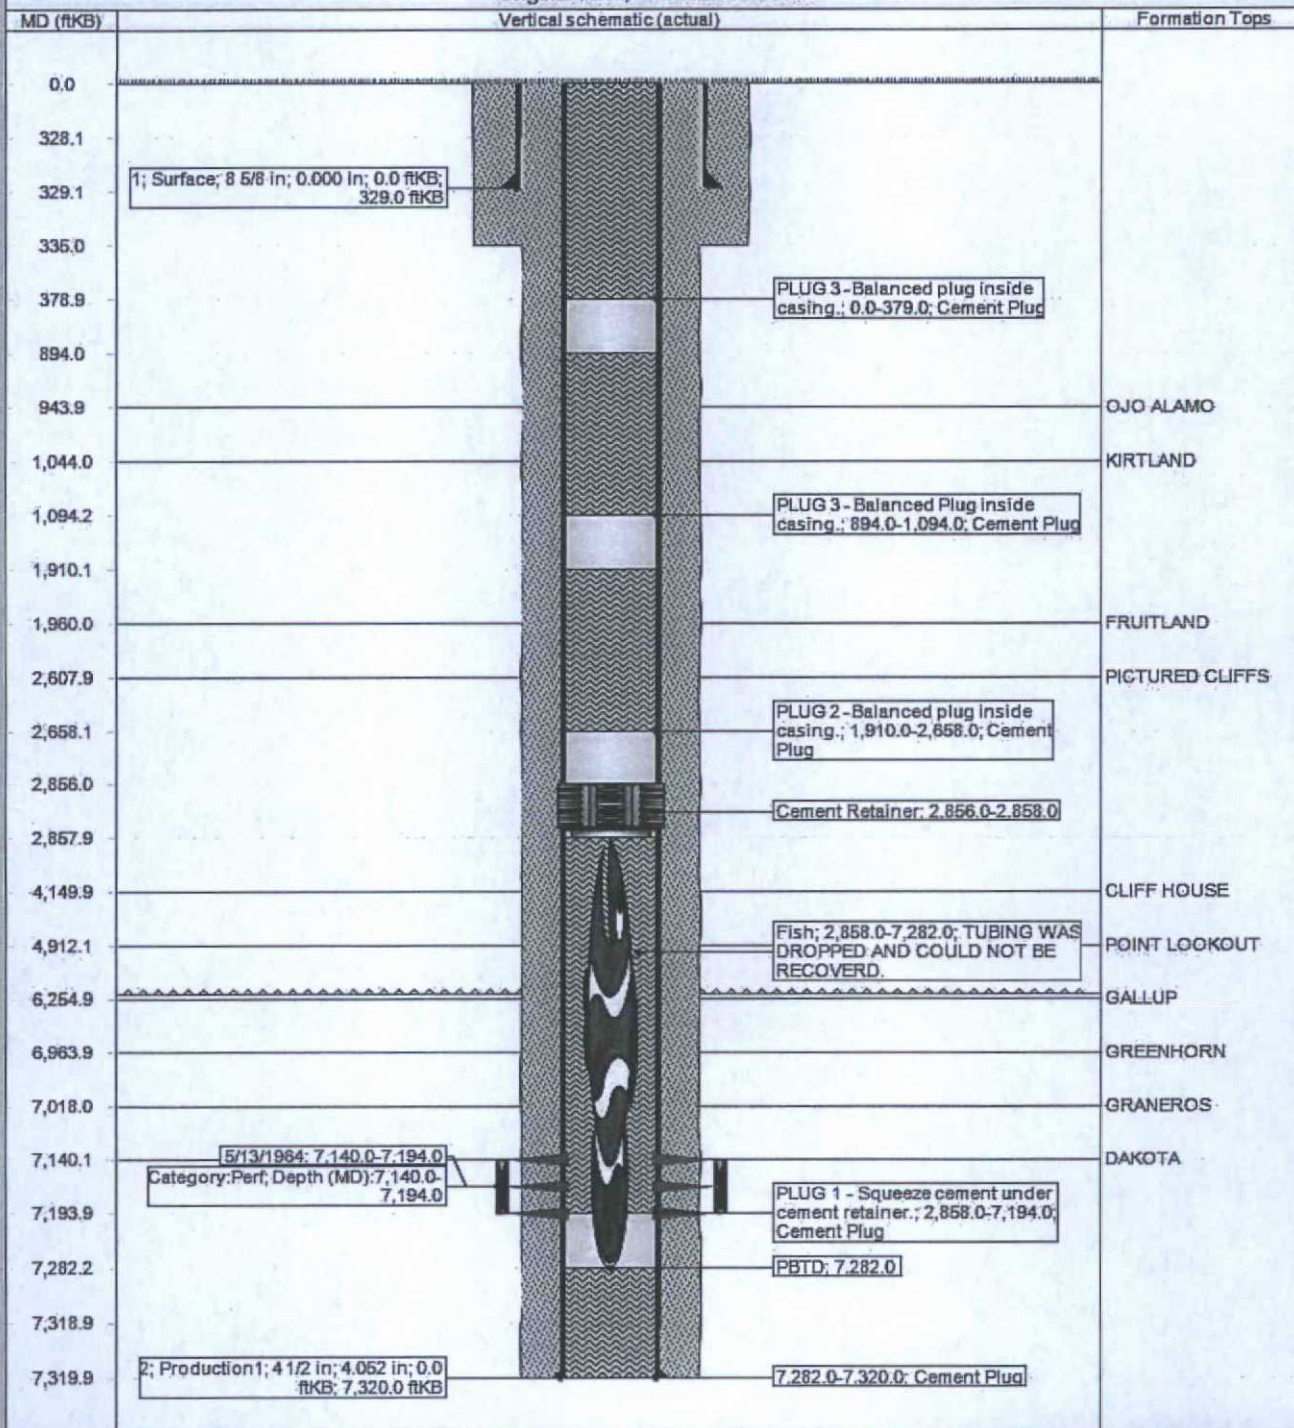 MD (ftKB)
Vertical schematic (actual)
Formation Tops
0.0
328.1
1; Surface; 8 5/8 in; 0.000 in; 0.0 ftKB;
329.0 ftKB
329.1
335.0
378.9
PLUG 3 - Balanced plug inside
casing.; 0.0-379.0; Cement Plug
894.0
943.9
OJO ALAMO
1,044.0
KIRTLAND
1,094.2
PLUG 3 - Balanced Plug inside
casing.; 894.0-1,094.0; Cement Plug
1,910.1
1,960.0
FRUITLAND
2,607.9
PICTURED CLIFFS
2,658.1
PLUG 2 - Balanced plug inside
casing.; 1,910.0-2,658.0; Cement
Plug
2,856.0
Cement Retainer; 2,856.0-2,858.0
2,857.9
4,149.9
CLIFF HOUSE
4,912.1
Fish; 2,858.0-7,282.0; TUBING WAS
DROPPED AND COULD NOT BE
RECOVERD.
POINT LOOKOUT
6,254.9
GALLUP
6,963.9
GREENHORN
7,018.0
GRANEROS
7,140.1
5/13/1964; 7,140.0-7,194.0
DAKOTA
Category:Perf; Depth (MD):7,140.0-
7,194.0
7,193.9
PLUG 1 - Squeeze cement under
cement retainer.; 2,858.0-7,194.0;
Cement Plug
7,282.2
PBTD; 7,282.0
7,318.9
7,319.9
2; Production1; 4 1/2 in; 4.052 in; 0.0
ftKB; 7,320.0 ftKB
7,282.0-7,320.0; Cement Plug